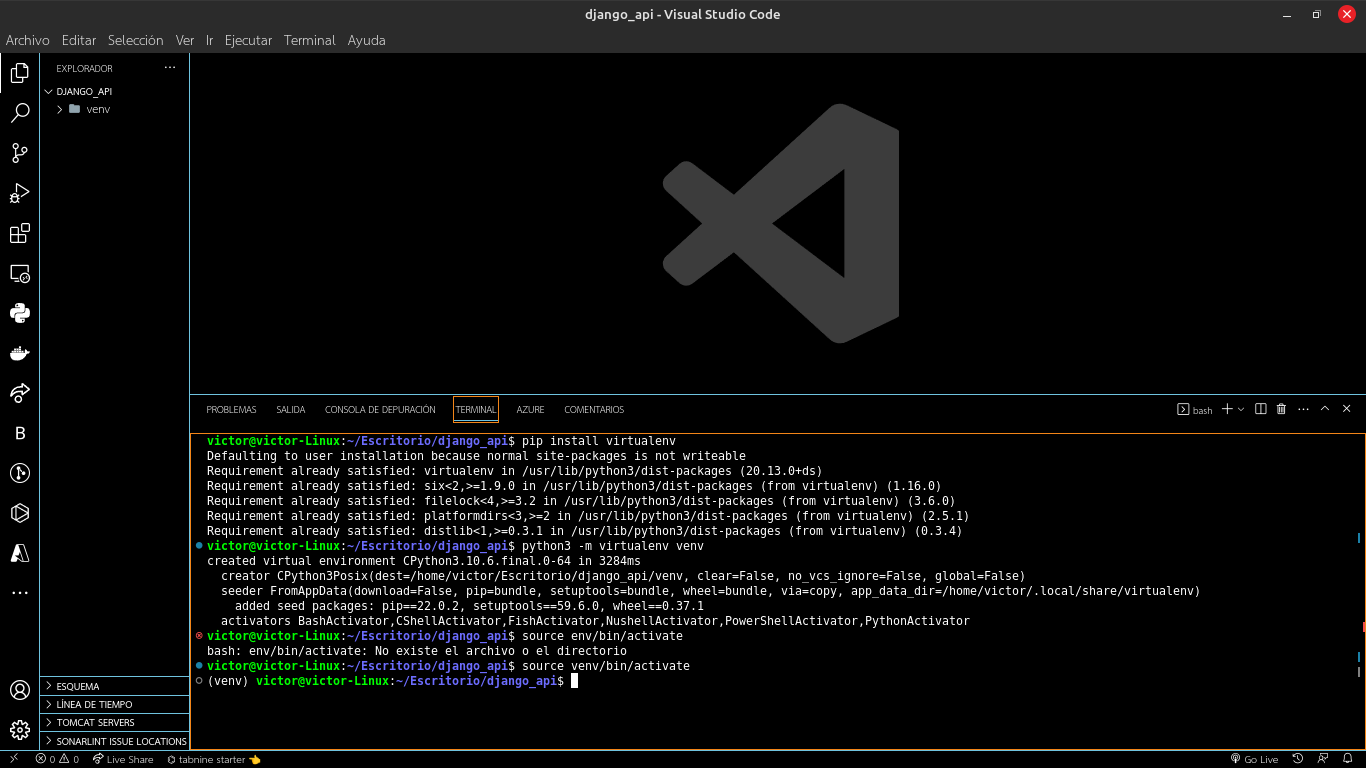 django_api - Visual Studio Code
Archivo Editar Selección Ver Ir Ejecutar Terminal Ayuda
EXPLORADOR
DJANGO_API
venv
PROBLEMAS SALIDA CONSOLA DE DEPURACIÓN TERMINAL AZURE COMENTARIOS
bash
victor@victor-Linux:~/Escritorio/django_api$ pip install virtualenv
Defaulting to user installation because normal site-packages is not writeable
Requirement already satisfied: virtualenv in /usr/lib/python3/dist-packages (20.13.0+ds)
Requirement already satisfied: six<2,>=1.9.0 in /usr/lib/python3/dist-packages (from virtualenv) (1.16.0)
Requirement already satisfied: filelock<4,>=3.2 in /usr/lib/python3/dist-packages (from virtualenv) (3.6.0)
Requirement already satisfied: platformdirs<3,>=2 in /usr/lib/python3/dist-packages (from virtualenv) (2.5.1)
Requirement already satisfied: distlib<1,>=0.3.1 in /usr/lib/python3/dist-packages (from virtualenv) (0.3.4)
victor@victor-Linux:~/Escritorio/django_api$ python3 -m virtualenv venv
created virtual environment CPython3.10.6.final.0-64 in 3284ms
creator CPython3Posix(dest=/home/victor/Escritorio/django_api/venv, clear=False, no_vcs_ignore=False, global=False)
seeder FromAppData(download=False, pip=bundle, setuptools=bundle, wheel=bundle, via=copy, app_data_dir=/home/victor/.local/share/virtualenv)
added seed packages: pip==22.0.2, setuptools==59.6.0, wheel==0.37.1
activators BashActivator,CShellActivator,FishActivator,NushellActivator,PowerShellActivator,PythonActivator
victor@victor-Linux:~/Escritorio/django_api$ source env/bin/activate
bash: env/bin/activate: No existe el archivo o el directorio
victor@victor-Linux:~/Escritorio/django_api$ source venv/bin/activate
(venv) victor@victor-Linux:~/Escritorio/django_api$
ESQUEMA
LÍNEA DE TIEMPO
TOMCAT SERVERS
SONARLINT ISSUE LOCATIONS
0 0 Live Share tabnine starter Go Live